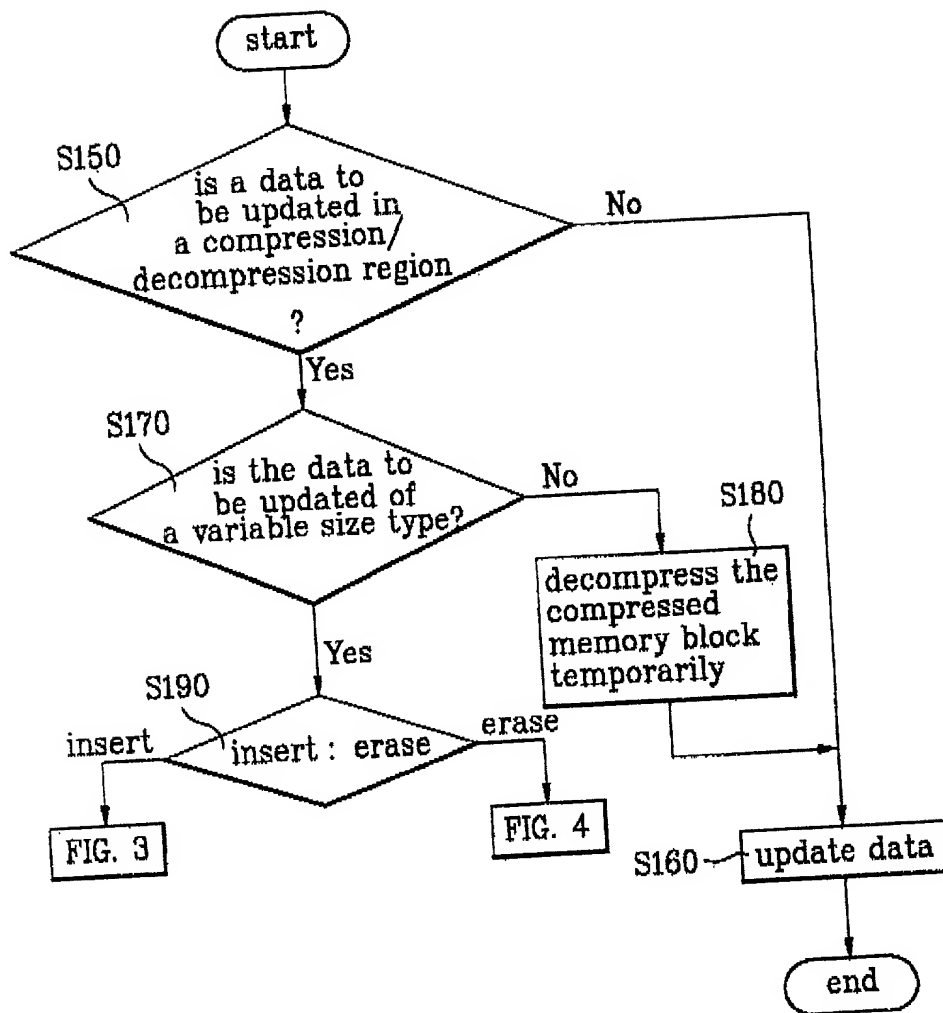 start
S150
is a data to
be updated in
a compression/
decompression region
?
No
Yes
S170
is the data to
be updated of
a variable size type?
No
S180
decompress the
compressed
memory block
temporarily
Yes
S190
insert
insert : erase
erase
FIG. 3
FIG. 4
S160
update data
end